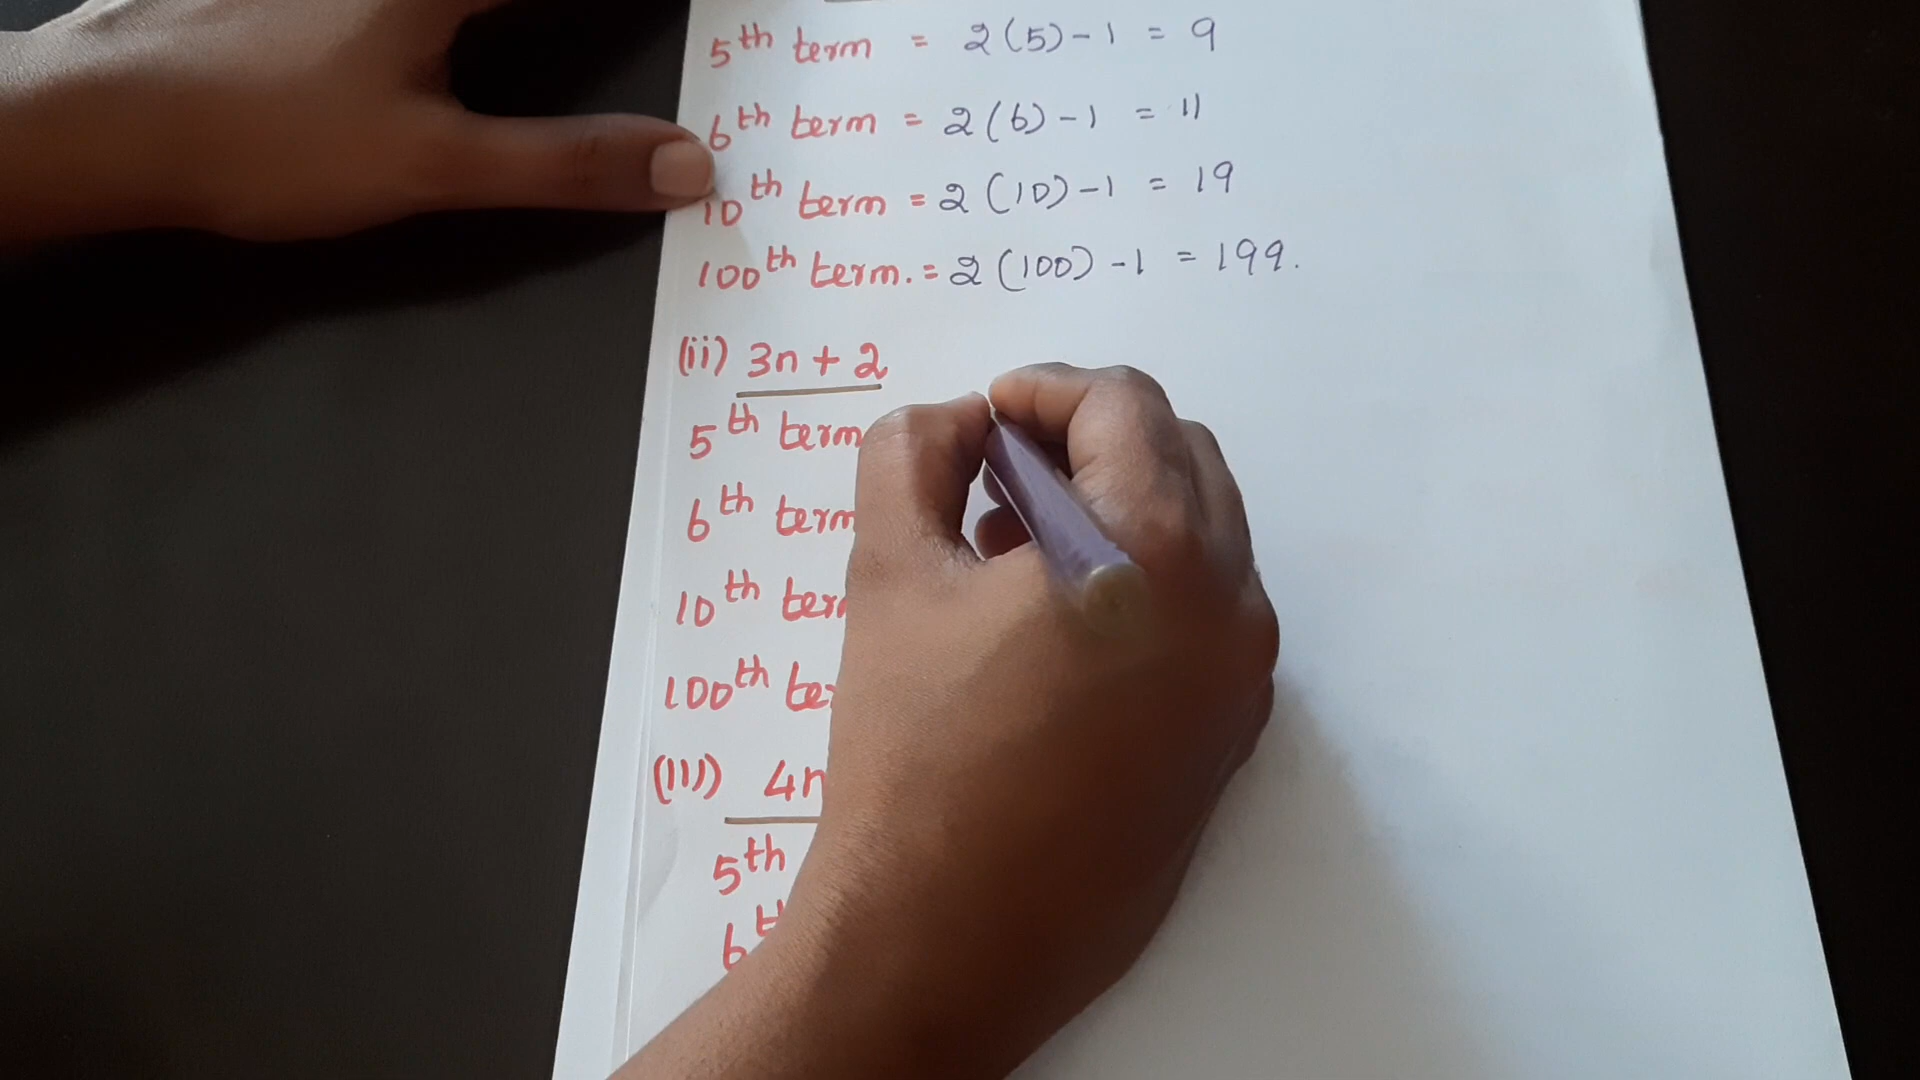 5th term = 2(5)-1 = 9
6th term = 2(6)-1 = 11
10th term = 2(10)-1 = 19
100th term. = 2(100)-1 = 199.
(ii) 3n + 2
5th term
6th term
10th
100th
(III) 4n
5th
6